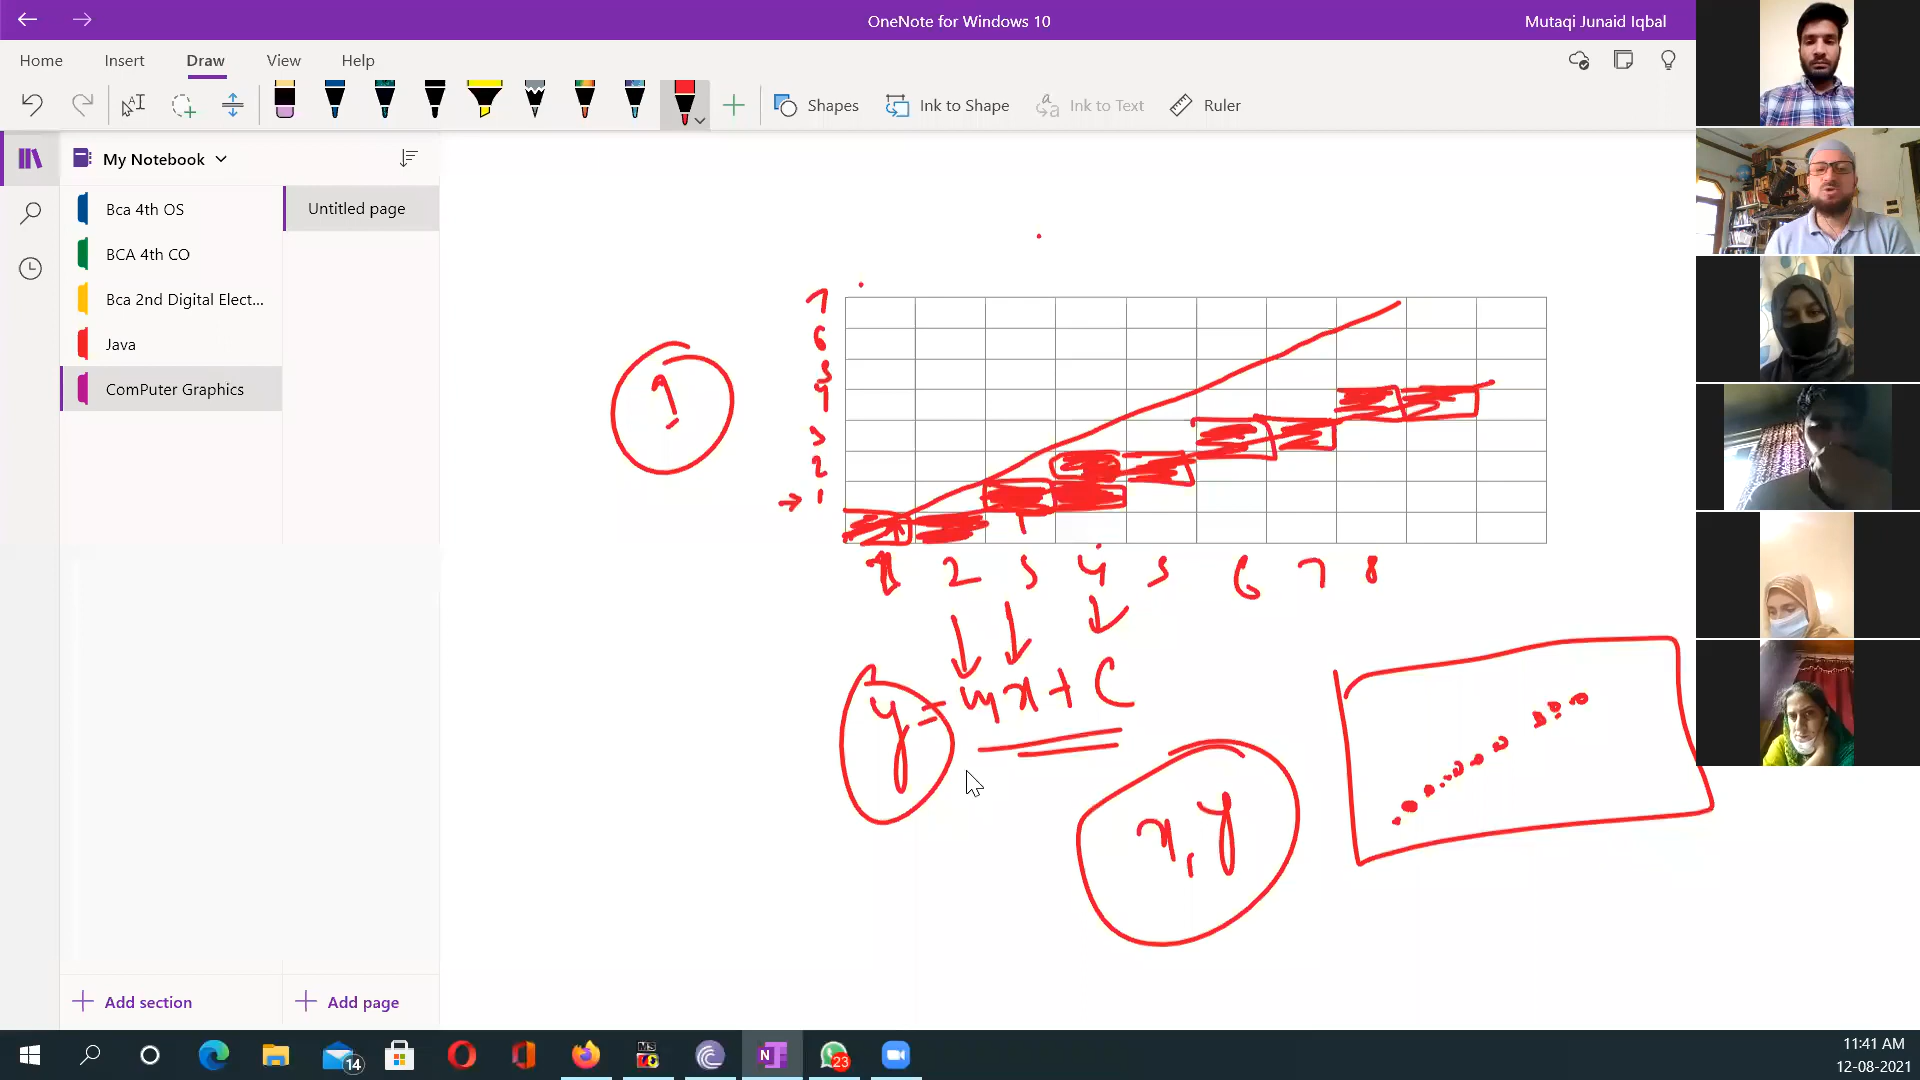 OneNote for Windows 10
Mutaqi Junaid Iqbal
Home Insert Draw View Help
Shapes Ink to Shape Ink to Text Ruler
My Notebook
Bca 4th OS
BCA 4th CO
Bca 2nd Digital Elect...
Java
ComPuter Graphics
Untitled page
7
6
5
4
3
2
1
2 3 4 5 6 7 8
y = mx + C
x, y
Add section
Add page
14
MS
N
23
11:41 AM
12-08-2021